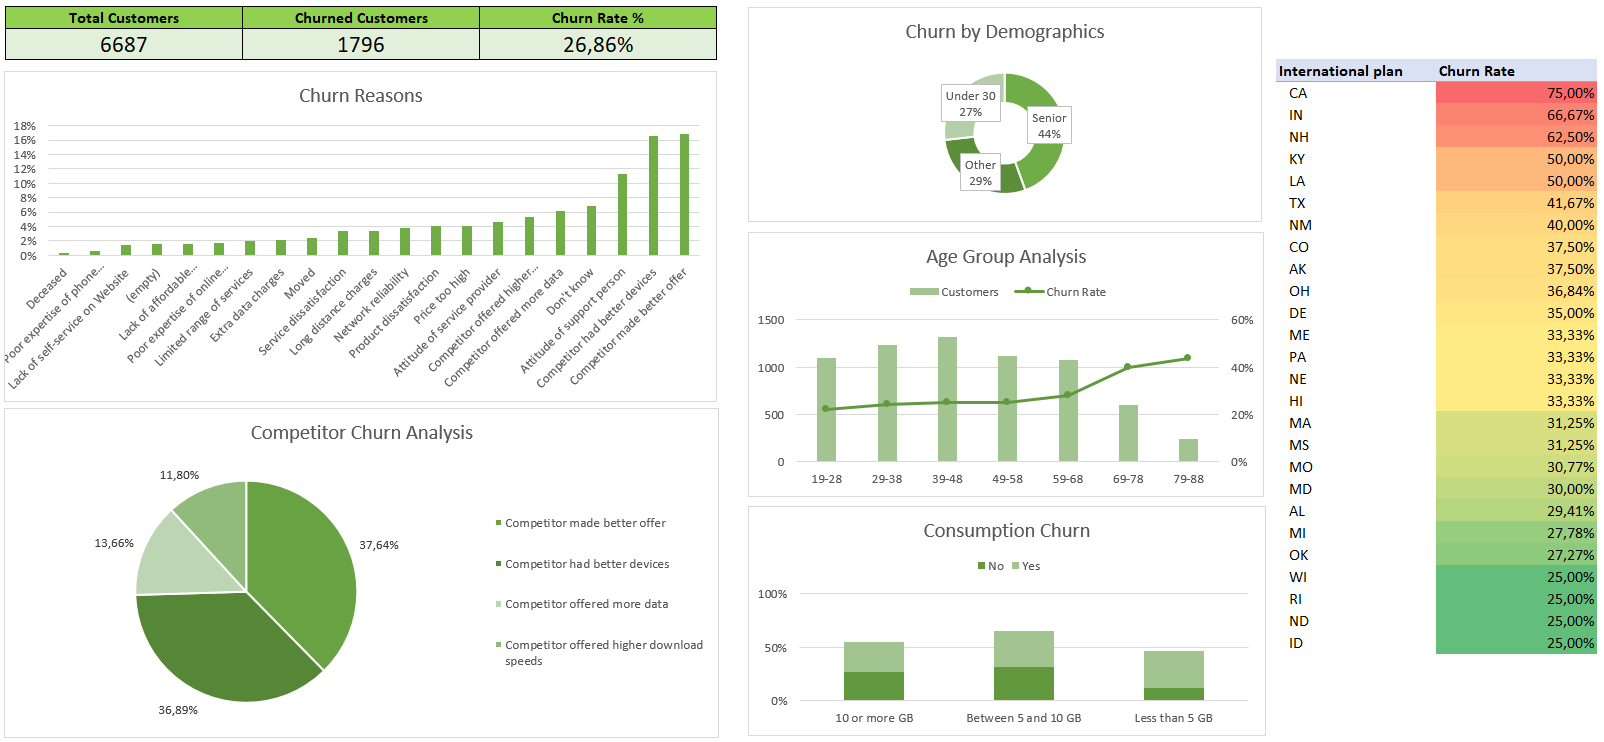 Total Customers Churned Customers Churn Rate %
6687 1796 26,86%
Churn Reasons
18%
16%
14%
12%
10%
8%
6%
4%
2%
0%
Deceased
Poor expertise of phone...
Lack of self-service on Website
(empty)
Lack of affordable...
Poor expertise of online...
Limited range of services
Extra data charges
Moved
Service dissatisfaction
Long distance charges
Network reliability
Product dissatisfaction
Price too high
Attitude of service provider
Competitor offered higher...
Competitor offered more data
Don't know
Attitude of support person
Competitor had better devices
Competitor made better offer
Competitor Churn Analysis
11,80%
13,66%
37,64%
36,89%
Competitor made better offer
Competitor had better devices
Competitor offered more data
Competitor offered higher download
speeds
Churn by Demographics
Under 30
27%
Senior
44%
Other
29%
Age Group Analysis
Customers Churn Rate
1500 60%
1000 40%
500 20%
0 0%
19-28 29-38 39-48 49-58 59-68 69-78 79-88
Consumption Churn
No Yes
100%
50%
0%
10 or more GB Between 5 and 10 GB Less than 5 GB
International plan Churn Rate
CA 75,00%
IN 66,67%
NH 62,50%
KY 50,00%
LA 50,00%
TX 41,67%
NM 40,00%
CO 37,50%
AK 37,50%
OH 36,84%
DE 35,00%
ME 33,33%
PA 33,33%
NE 33,33%
HI 33,33%
MA 31,25%
MS 31,25%
MO 30,77%
MD 30,00%
AL 29,41%
MI 27,78%
OK 27,27%
WI 25,00%
RI 25,00%
ND 25,00%
ID 25,00%